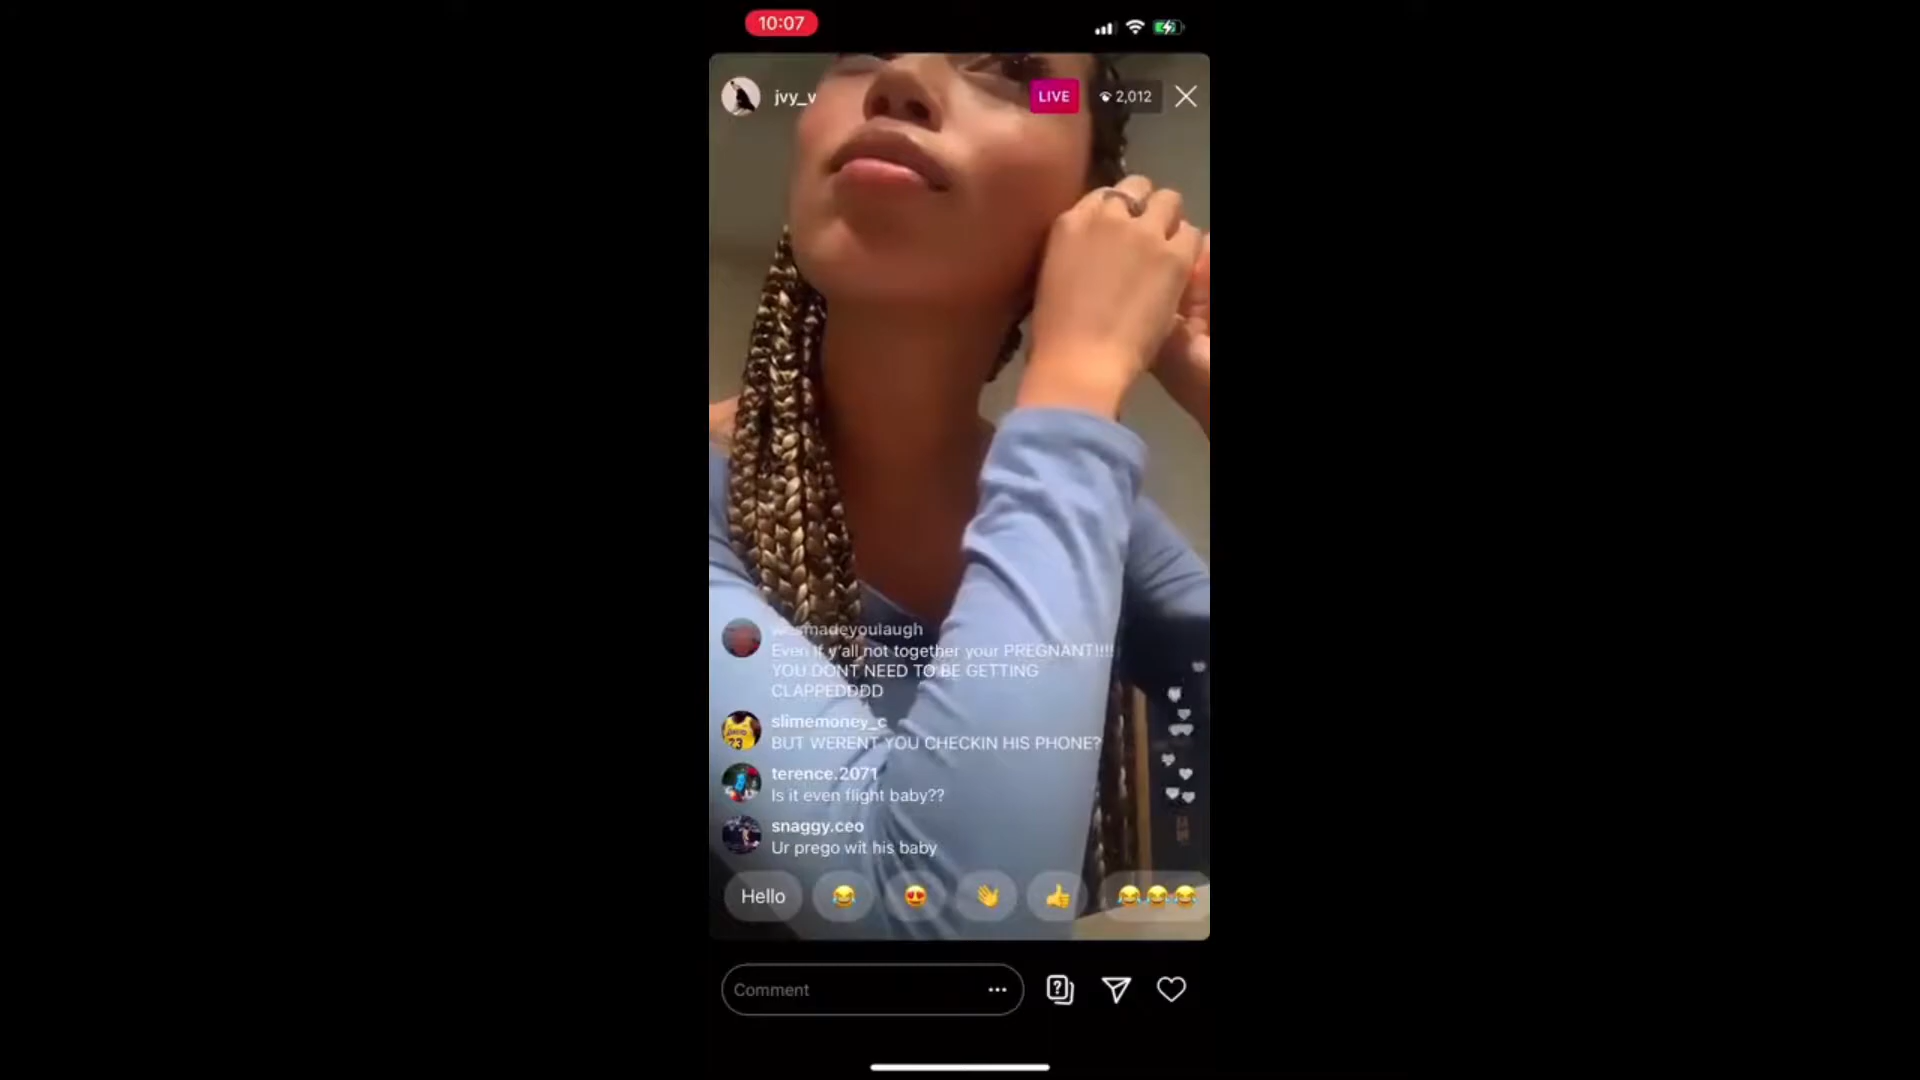 10:07
jvy_v
LIVE
2,012
madeyoulaugh
Even if y'all not together your PREGNANT!!!!
YOU DONT NEED TO BE GETTING
CLAPPEDDDD
slimemoney_c
BUT WERENT YOU CHECKIN HIS PHONE?
terence.2071
Is it even flight baby??
snaggy.ceo
Ur prego wit his baby
Hello
Comment